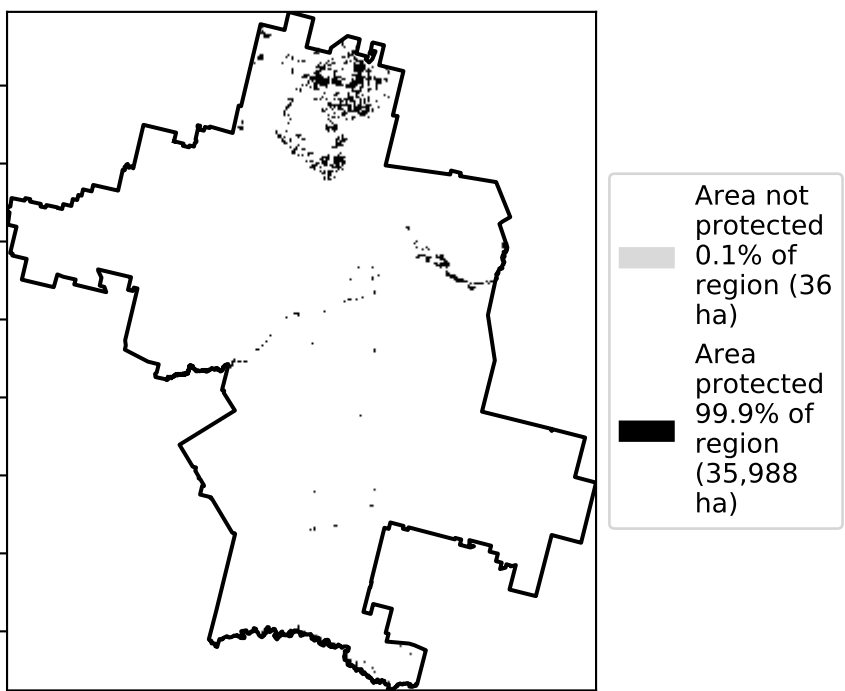 Area not
protected
0.1% of
region (36
ha)
Area
protected
99.9% of
region
(35,988
ha)